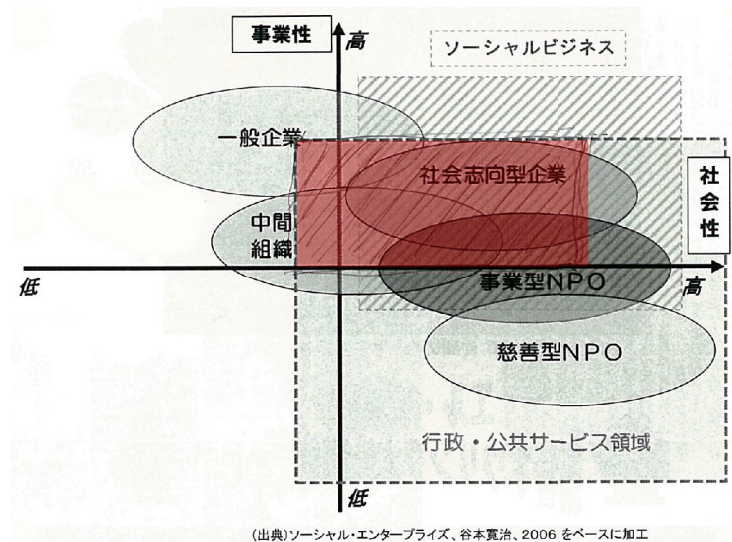 事業性
高
ソーシャルビジネス
一般企業
社会志向型企業
社会性
中間
組織
低
事業型NPO
高
慈善型NPO
行政・公共サービス領域
低
(出典)ソーシャル・エンタープライズ、谷本寛治、2006をベースに加工